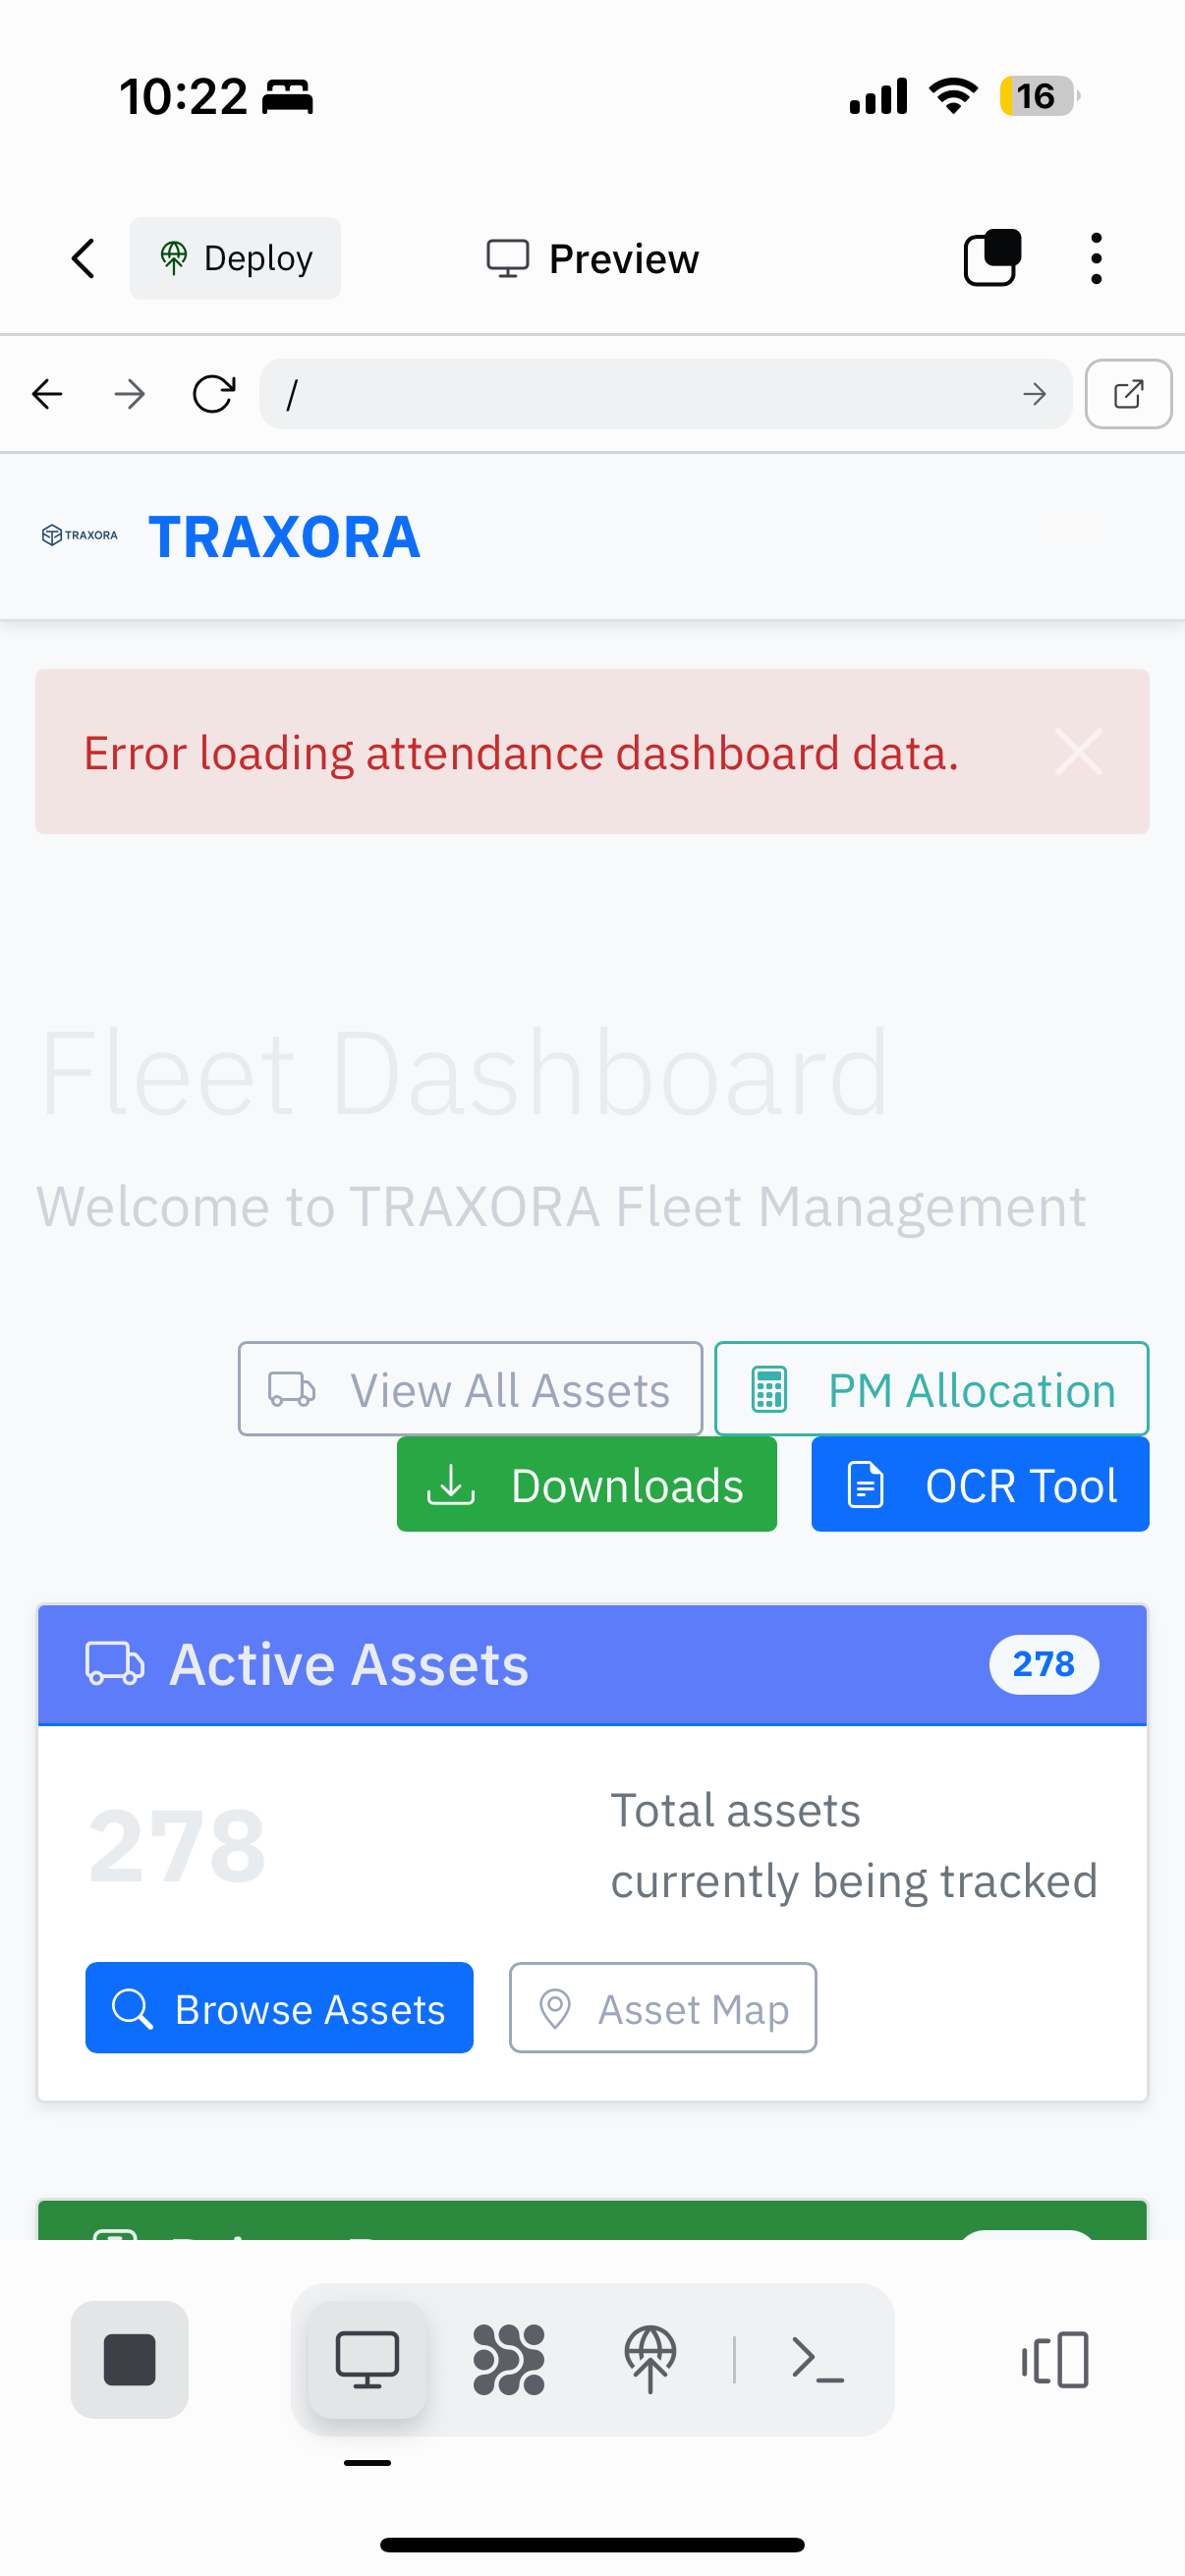 10:22
16
Deploy
Preview
/
TRAXORA
TRAXORA
Error loading attendance dashboard data.
Fleet Dashboard
Welcome to TRAXORA Fleet Management
View All Assets
PM Allocation
Downloads
OCR Tool
Active Assets
278
278
Total assets
currently being tracked
Browse Assets
Asset Map